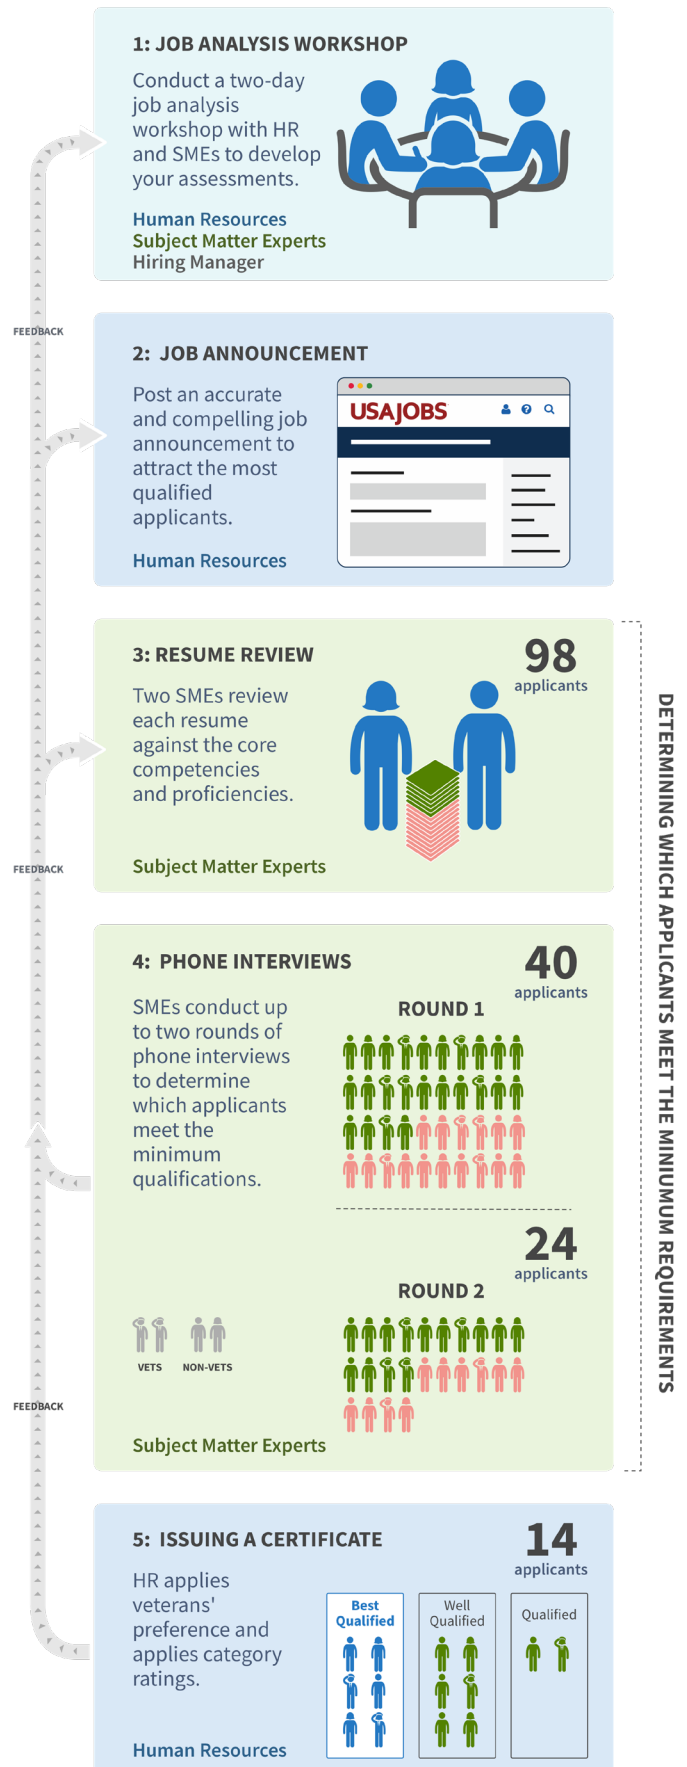 1: JOB ANALYSIS WORKSHOP
Conduct a two-day
job analysis
workshop with HR
and SMEs to develop
your assessments.
Human Resources
Subject Matter Experts
Hiring Manager
FEEDBACK
2: JOB ANNOUNCEMENT
Post an accurate
and compelling job
announcement to
attract the most
qualified
applicants.
Human Resources
USAJOBS
3: RESUME REVIEW
98
applicants
Two SMEs review
each resume
against the core
competencies
and proficiencies.
Subject Matter Experts
FEEDBACK
DETERMINING WHICH APPLICANTS MEET THE MINIUMUM REQUIREMENTS
4: PHONE INTERVIEWS
40
applicants
SMEs conduct up
to two rounds of
phone interviews
to determine
which applicants
meet the
minimum
qualifications.
ROUND 1
24
applicants
ROUND 2
VETS
NON-VETS
FEEDBACK
Subject Matter Experts
5: ISSUING A CERTIFICATE
14
applicants
HR applies
veterans'
preference and
applies category
ratings.
Human Resources
Best
Qualified
Well
Qualified
Qualified